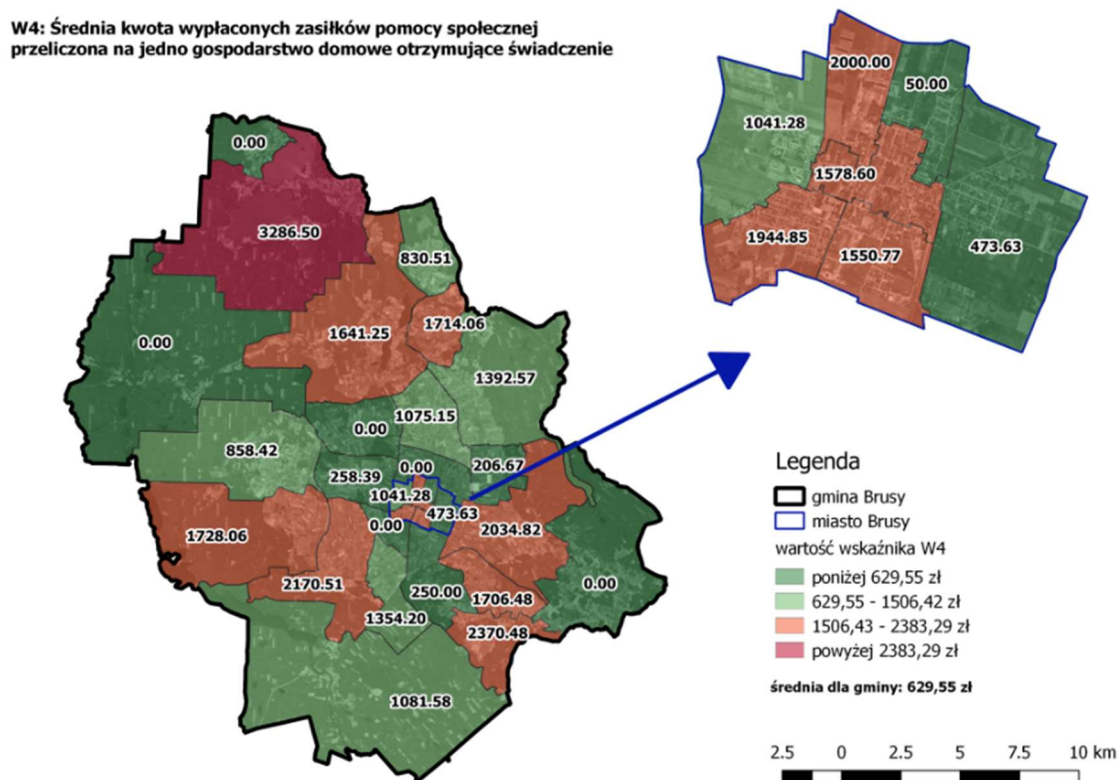 W4: Średnia kwota wypłaconych zasiłków pomocy społecznej
przeliczona na jedno gospodarstwo domowe otrzymujące świadczenie
2000.00
50.00
1041.28
1578.60
1944.85
1550.77
473.63
0.00
3286.50
830.51
1714.06
1641.25
0.00
1392.57
1075.15
0.00
858.42
258.39
0.00
206.67
1041.28
473.63
0.00
2034.82
1728.06
2170.51
250.00
1706.48
0.00
1354.20
2370.48
1081.58
Legenda
gmina Brusy
miasto Brusy
wartość wskaźnika W4
poniżej 629,55 zł
629,55 - 1506,42 zł
1506,43 - 2383,29 zł
powyżej 2383,29 zł
średnia dla gminy: 629,55 zł
2.5 0 2.5 5 7.5 10 km